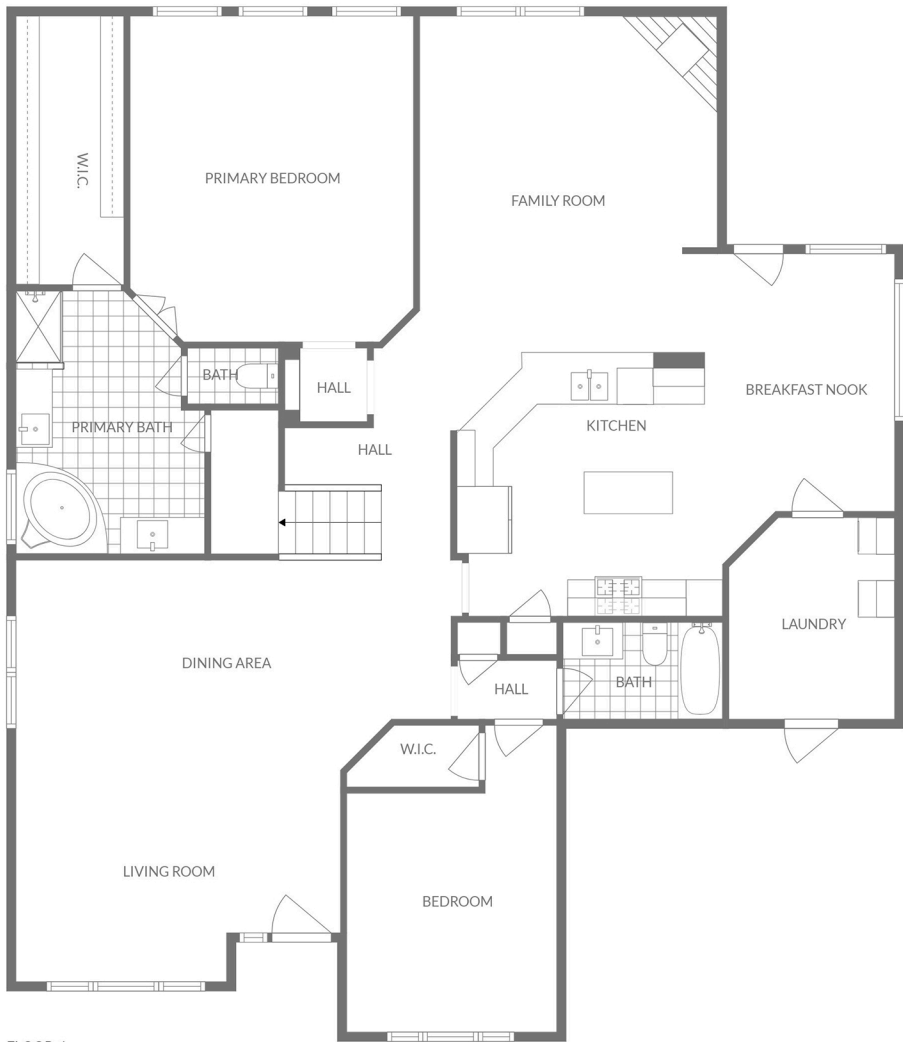 W.I.C.
PRIMARY BEDROOM
FAMILY ROOM
BATH
HALL
BREAKFAST NOOK
PRIMARY BATH
HALL
KITCHEN
LAUNDRY
DINING AREA
HALL
BATH
W.I.C.
LIVING ROOM
BEDROOM